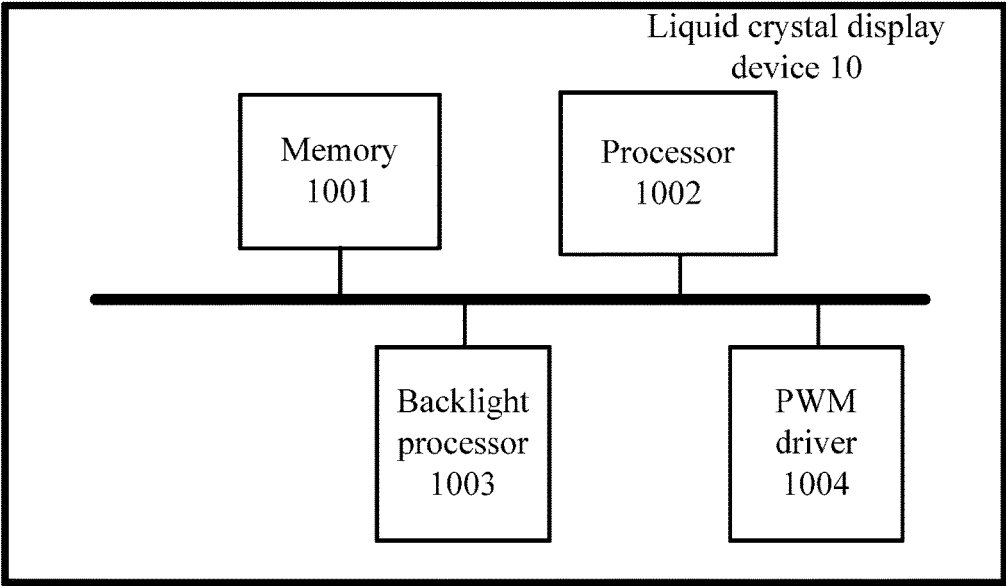 Liquid crystal display
device 10
Memory
1001
Processor
1002
Backlight
processor
1003
PWM
driver
1004